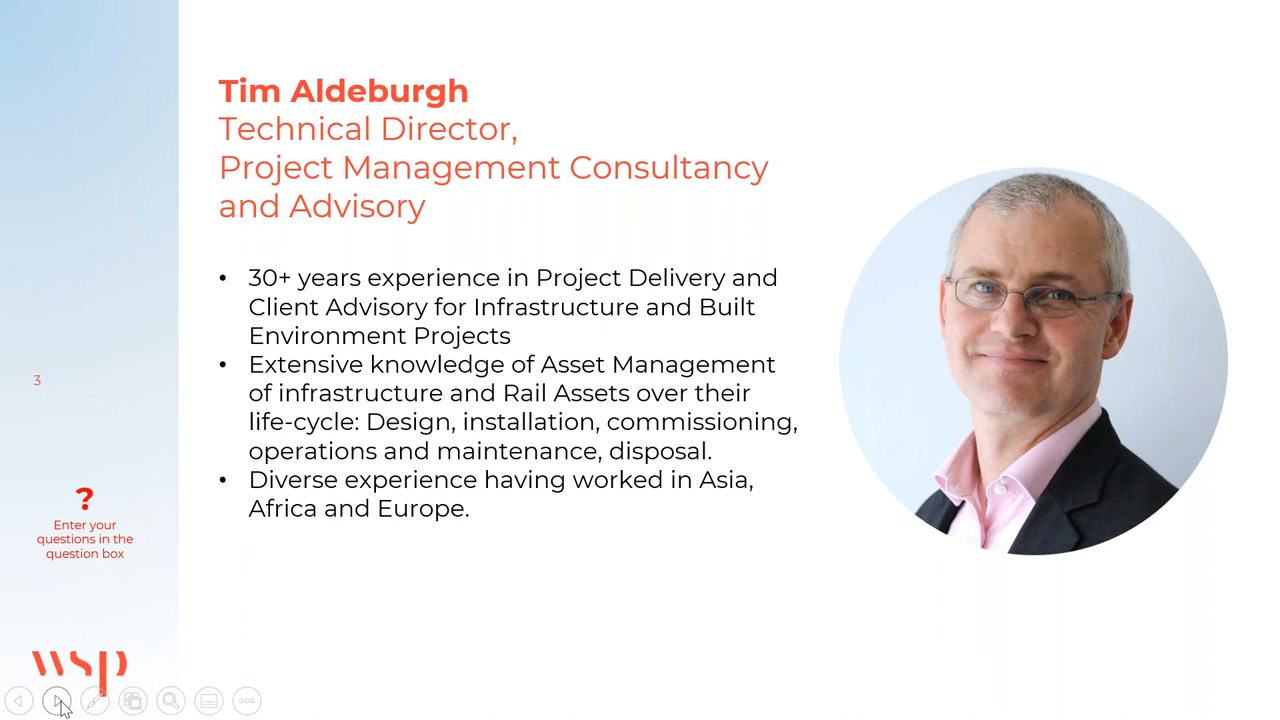 Tim Aldeburgh
Technical Director,
Project Management Consultancy
and Advisory
• 30+ years experience in Project Delivery and
Client Advisory for Infrastructure and Built
Environment Projects
• Extensive knowledge of Asset Management
of infrastructure and Rail Assets over their
life-cycle: Design, installation, commissioning,
operations and maintenance, disposal.
• Diverse experience having worked in Asia,
Africa and Europe.
3
?
Enter your
questions in the
question box
wsp